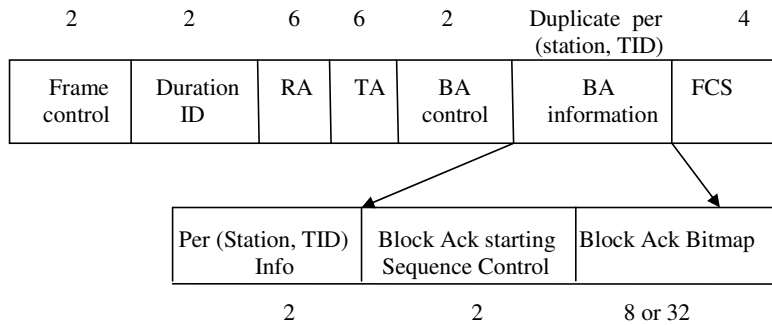 2 2 6 6 2 Duplicate per 4
(station, TID)
Frame Duration RA TA BA BA FCS
control ID control information
Per (Station, TID) Block Ack starting Block Ack Bitmap
Info Sequence Control
2 2 8 or 32